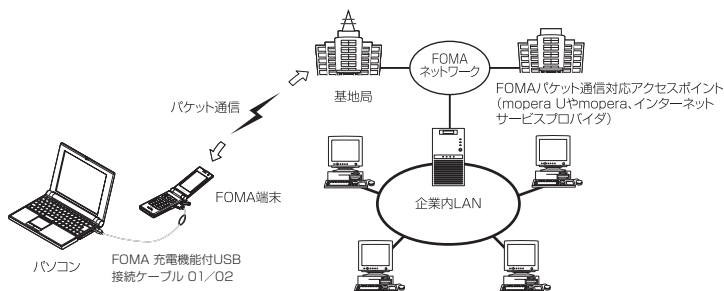 FOMA
ネットワーク
基地局
FOMAパケット通信対応アクセスポイント
(mopera Uやmopera、インターネット
サービスプロバイダ)
パケット通信
FOMA端末
企業内LAN
パソコン
FOMA 充電機能付USB
接続ケーブル 01/02